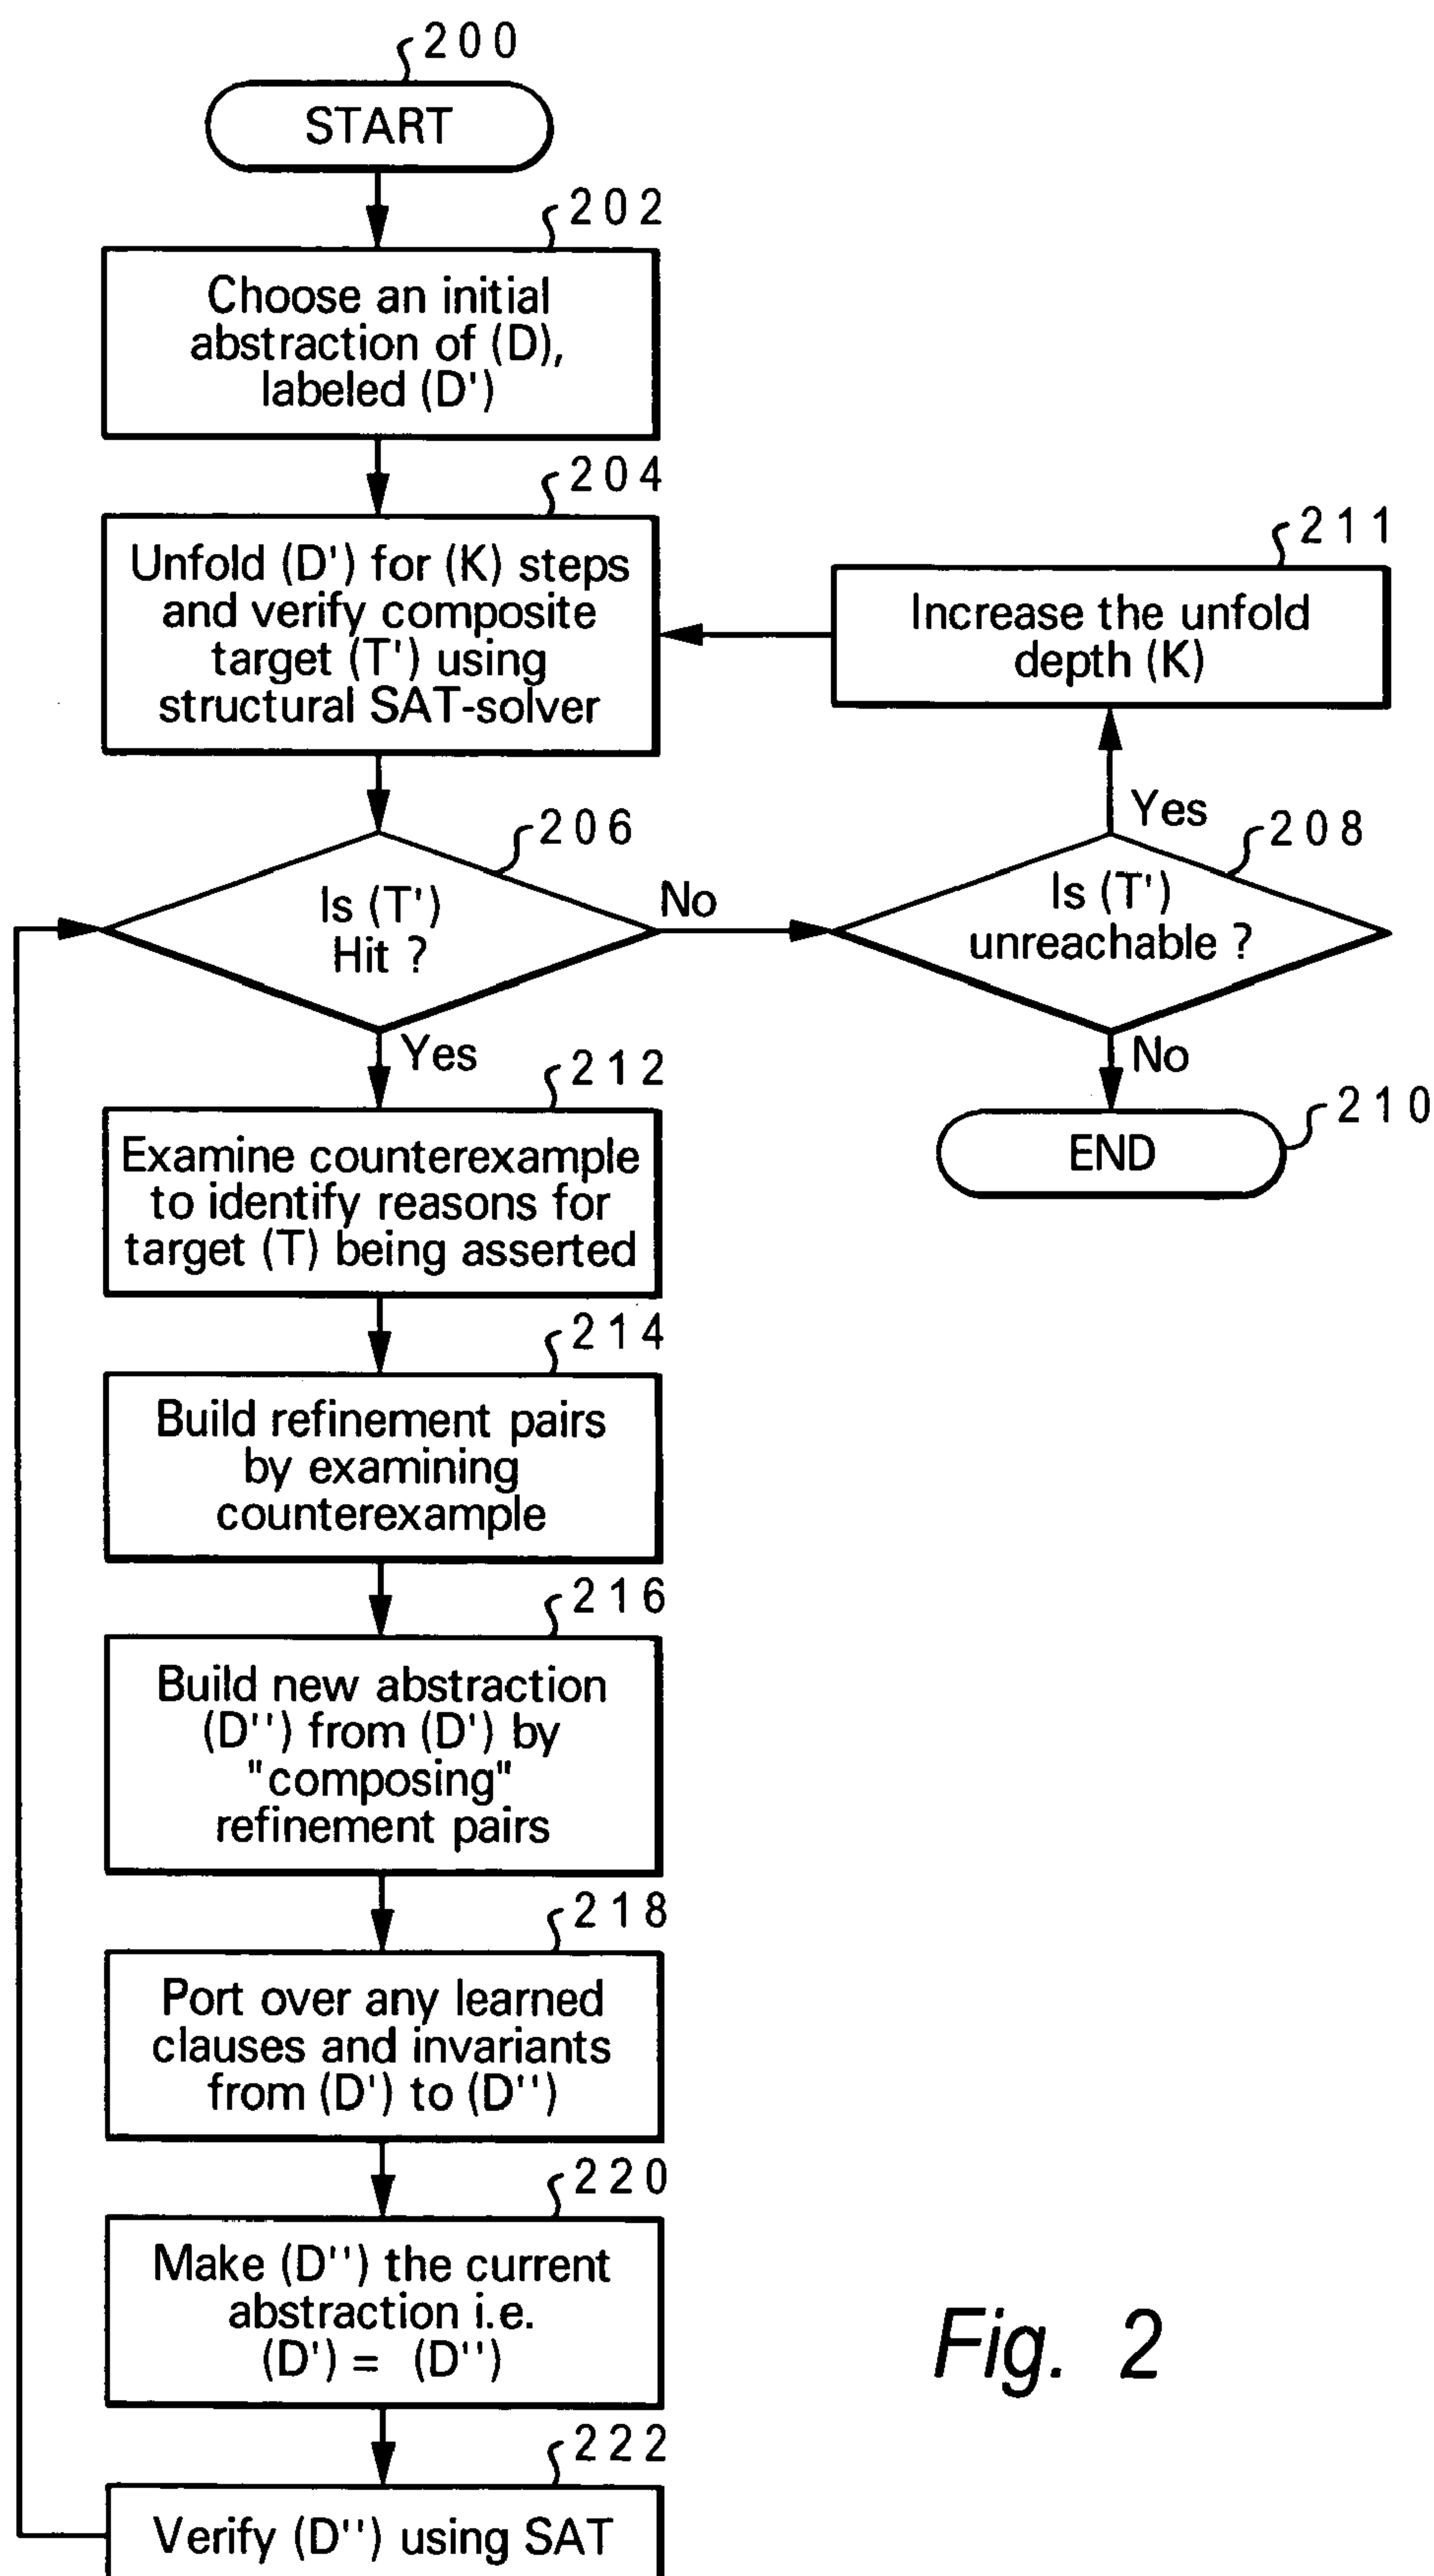 200
START
202
Choose an initial
abstraction of (D),
labeled (D')
204
Unfold (D') for (K) steps
and verify composite
target (T') using
structural SAT-solver
211
Increase the unfold
depth (K)
206
Is (T')
Hit ?
No
Yes
208
Is (T')
unreachable ?
Yes
No
210
END
212
Examine counterexample
to identify reasons for
target (T) being asserted
214
Build refinement pairs
by examining
counterexample
216
Build new abstraction
(D'') from (D') by
"composing"
refinement pairs
218
Port over any learned
clauses and invariants
from (D') to (D'')
220
Make (D'') the current
abstraction i.e.
(D') = (D'')
222
Verify (D'') using SAT
Fig. 2